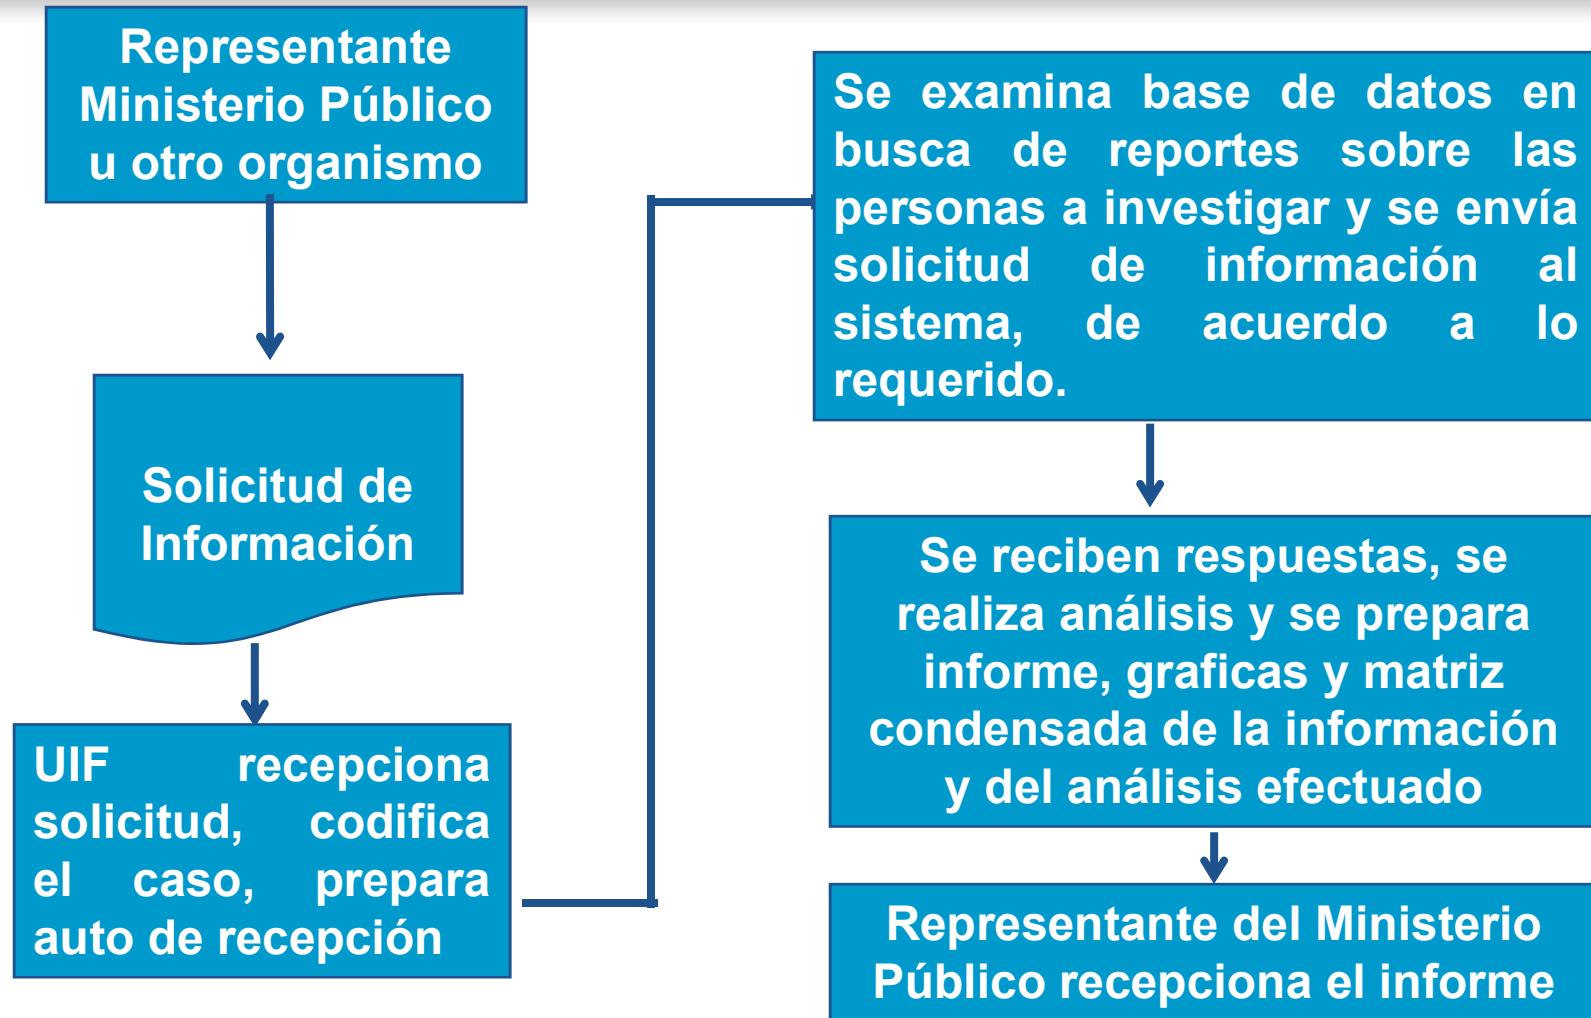 Representante
Ministerio Público
u otro organismo
Solicitud de
Información
UIF recepciona
solicitud, codifica
el caso, prepara
auto de recepción
Se examina base de datos en
busca de reportes sobre las
personas a investigar y se envía
solicitud de información al
sistema, de acuerdo a lo
requerido.
Se reciben respuestas, se
realiza análisis y se prepara
informe, graficas y matriz
condensada de la información
y del análisis efectuado
Representante del Ministerio
Público recepciona el informe